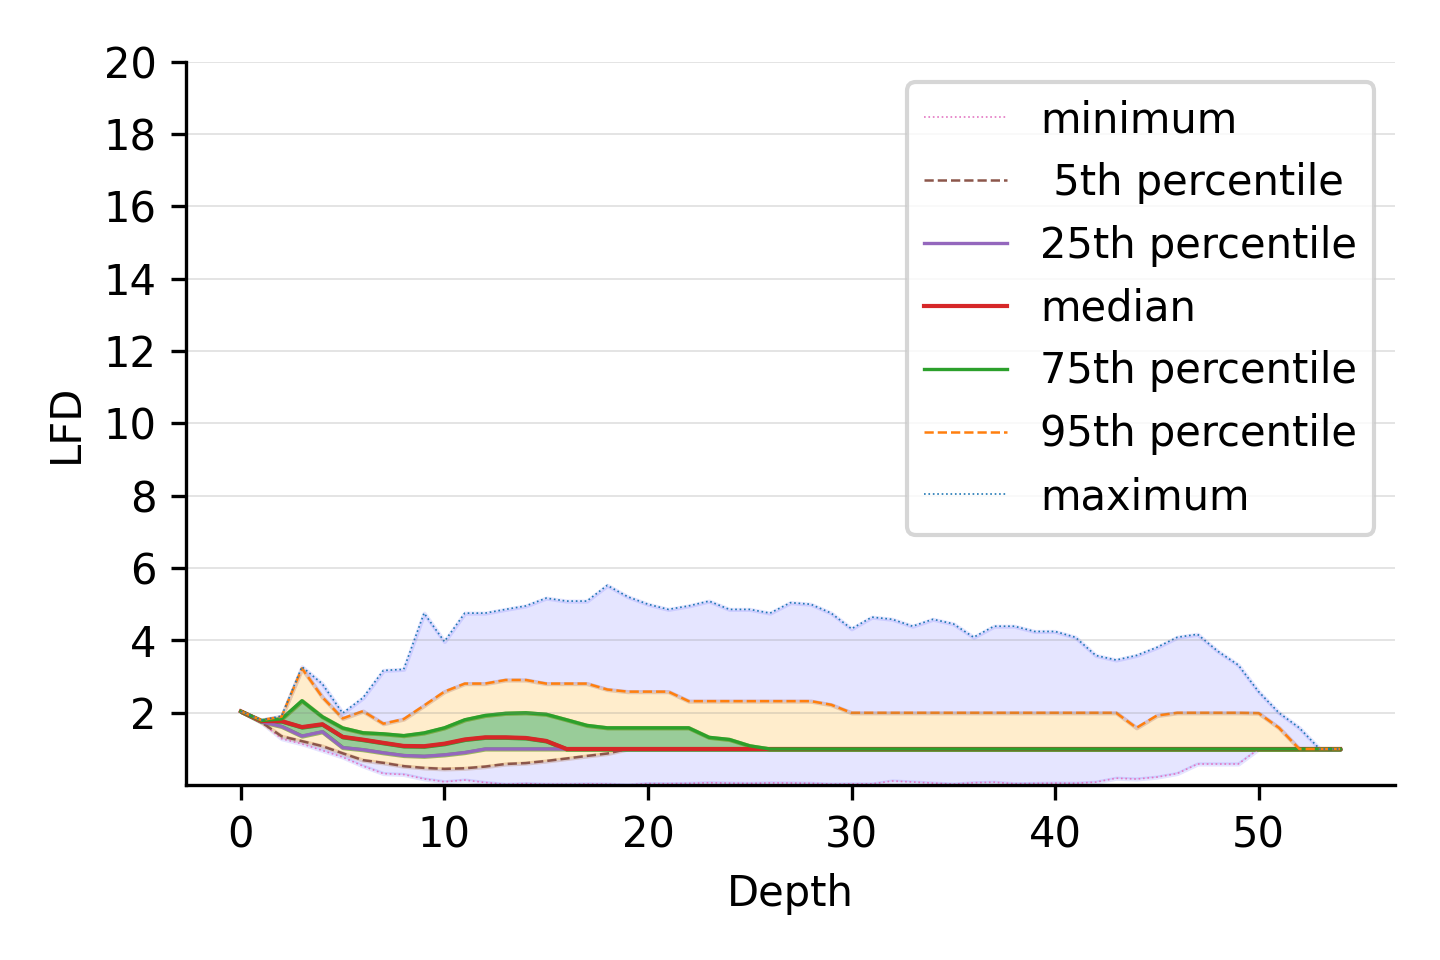 20
18
16
14
12
10
8
6
4
2
LFD
minimum
5th percentile
25th percentile
median
75th percentile
95th percentile
maximum
0 10 20 30 40 50
Depth